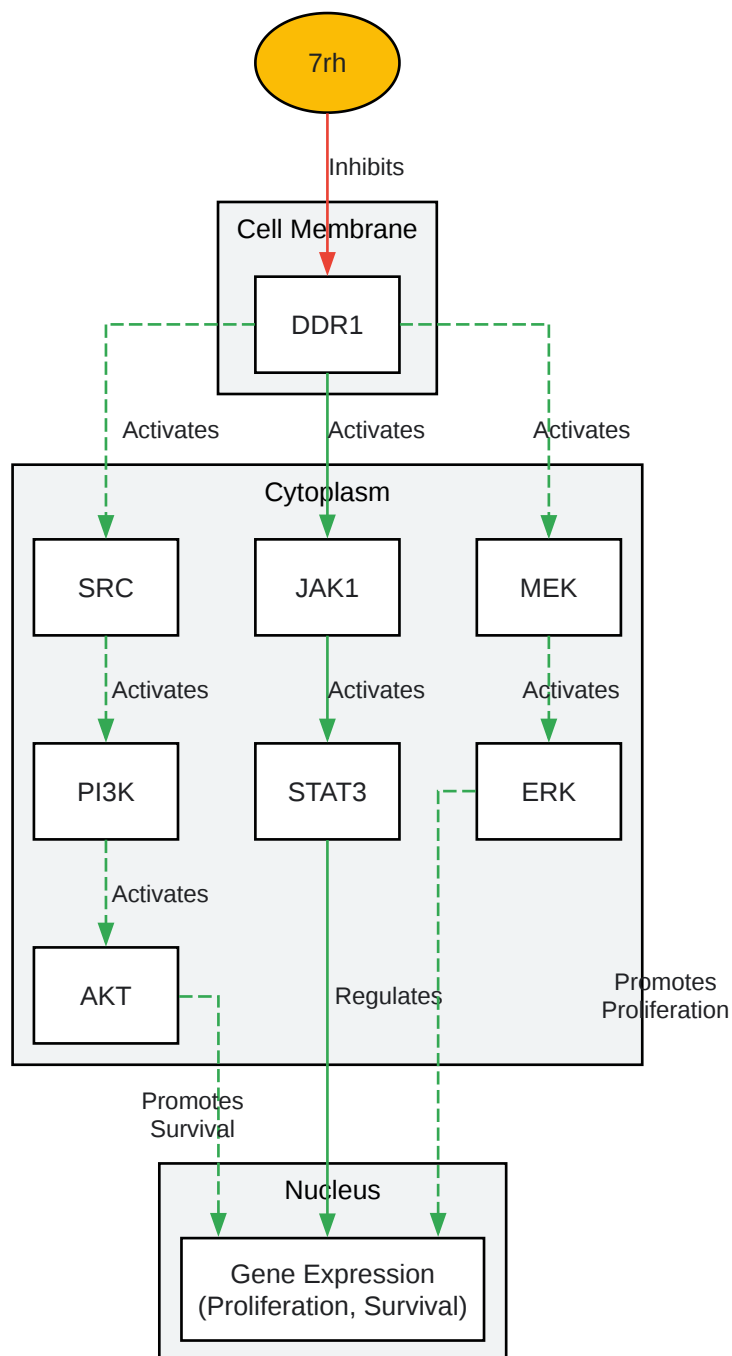 7rh
Inhibits
Cell Membrane
DDR1
Activates
Activates
Activates
Cytoplasm
SRC
JAK1
MEK
Activates
Activates
Activates
PI3K
STAT3
ERK
Activates
AKT
Regulates
Promotes
Proliferation
Promotes
Survival
Nucleus
Gene Expression
(Proliferation, Survival)